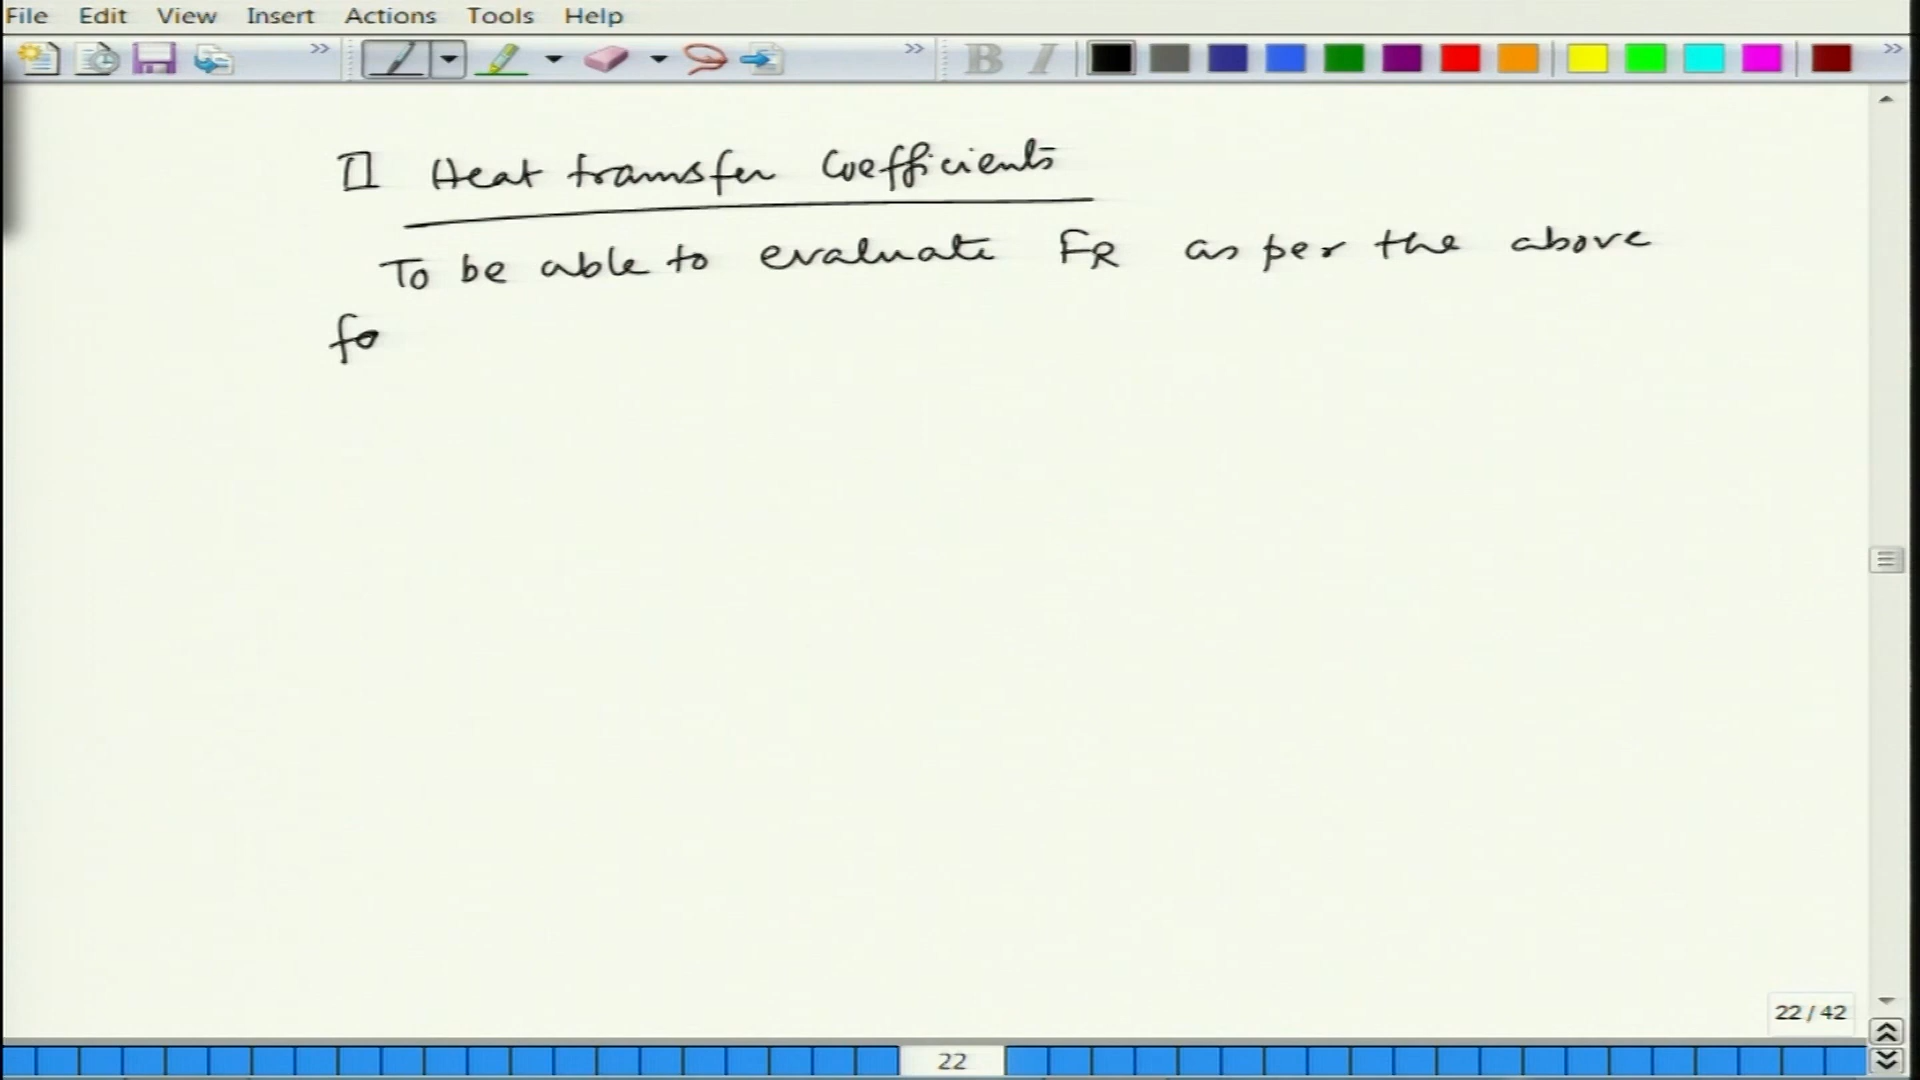 File Edit View Insert Actions Tools Help
B I
II Heat transfer Coefficients
To be able to evaluate FR as per the above
fo
22 / 42
22